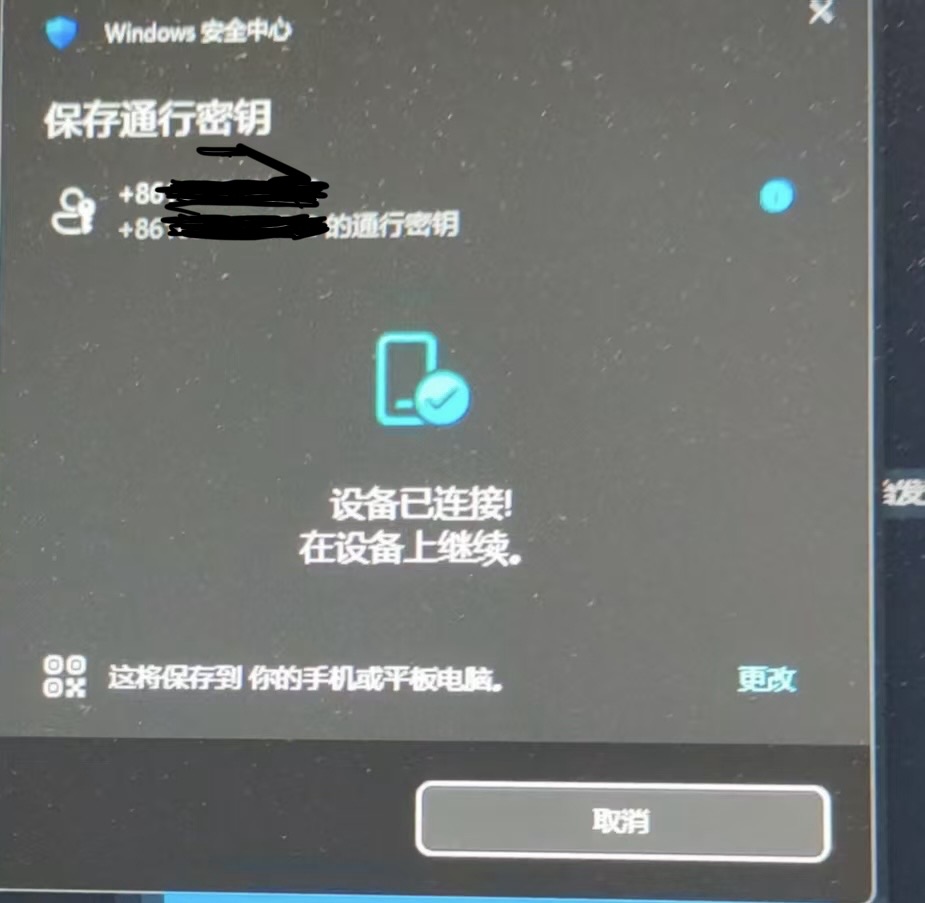 Windows 安全中心
保存通行密钥
+86
+86 的通行密钥
设备已连接!
在设备上继续。
这将保存到 你的手机或平板电脑。
更改
取消